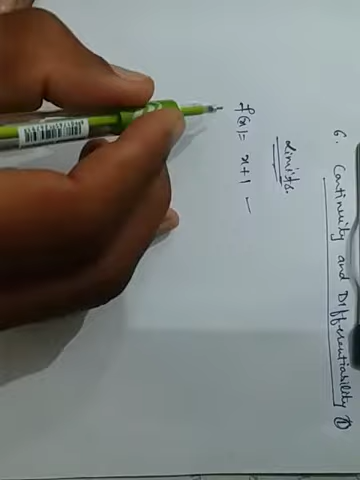 6. Continuity and Differentiability ①
Limits.
f(x)= x+1 –